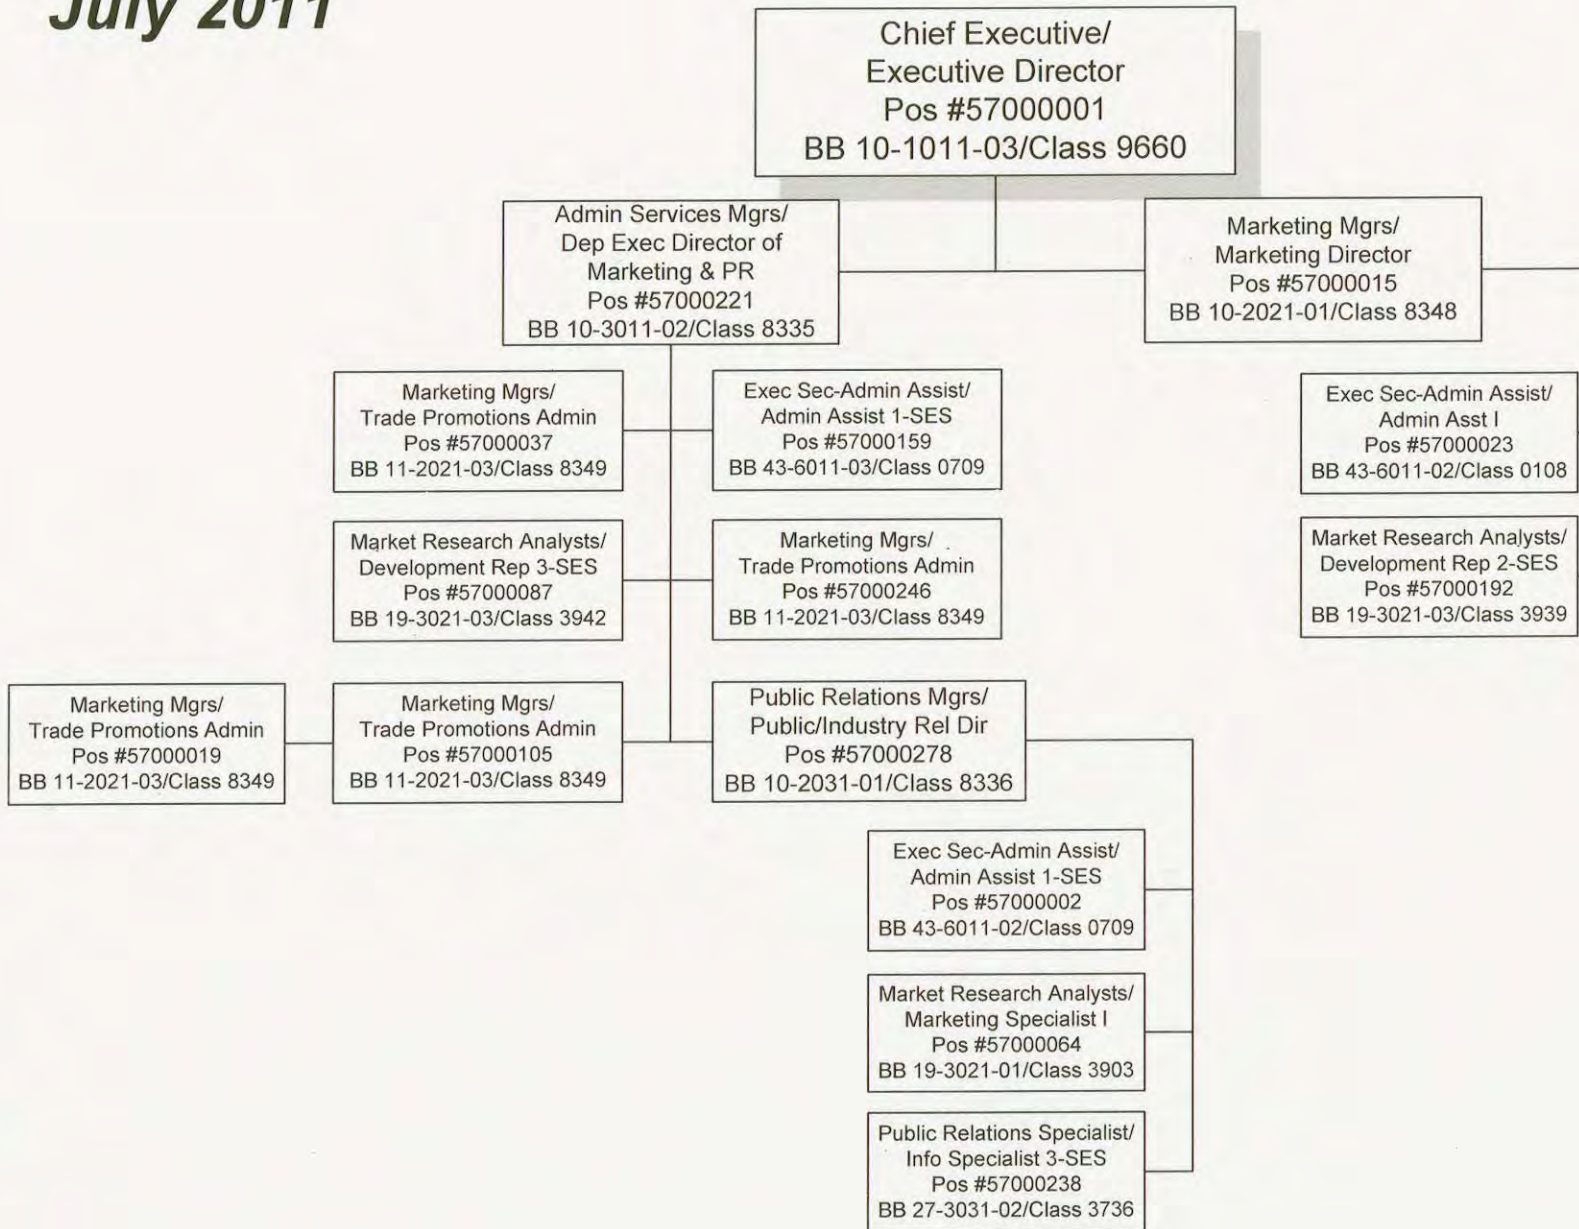 July 2011
Chief Executive/
Executive Director
Pos #57000001
BB 10-1011-03/Class 9660
Admin Services Mgrs/
Dep Exec Director of
Marketing & PR
Pos #57000221
BB 10-3011-02/Class 8335
Marketing Mgrs/
Marketing Director
Pos #57000015
BB 10-2021-01/Class 8348
Marketing Mgrs/
Trade Promotions Admin
Pos #57000037
BB 11-2021-03/Class 8349
Exec Sec-Admin Assist/
Admin Assist 1-SES
Pos #57000159
BB 43-6011-03/Class 0709
Exec Sec-Admin Assist/
Admin Asst I
Pos #57000023
BB 43-6011-02/Class 0108
Market Research Analysts/
Development Rep 3-SES
Pos #57000087
BB 19-3021-03/Class 3942
Marketing Mgrs/
Trade Promotions Admin
Pos #57000246
BB 11-2021-03/Class 8349
Market Research Analysts/
Development Rep 2-SES
Pos #57000192
BB 19-3021-03/Class 3939
Marketing Mgrs/
Trade Promotions Admin
Pos #57000019
BB 11-2021-03/Class 8349
Marketing Mgrs/
Trade Promotions Admin
Pos #57000105
BB 11-2021-03/Class 8349
Public Relations Mgrs/
Public/Industry Rel Dir
Pos #57000278
BB 10-2031-01/Class 8336
Exec Sec-Admin Assist/
Admin Assist 1-SES
Pos #57000002
BB 43-6011-02/Class 0709
Market Research Analysts/
Marketing Specialist I
Pos #57000064
BB 19-3021-01/Class 3903
Public Relations Specialist/
Info Specialist 3-SES
Pos #57000238
BB 27-3031-02/Class 3736